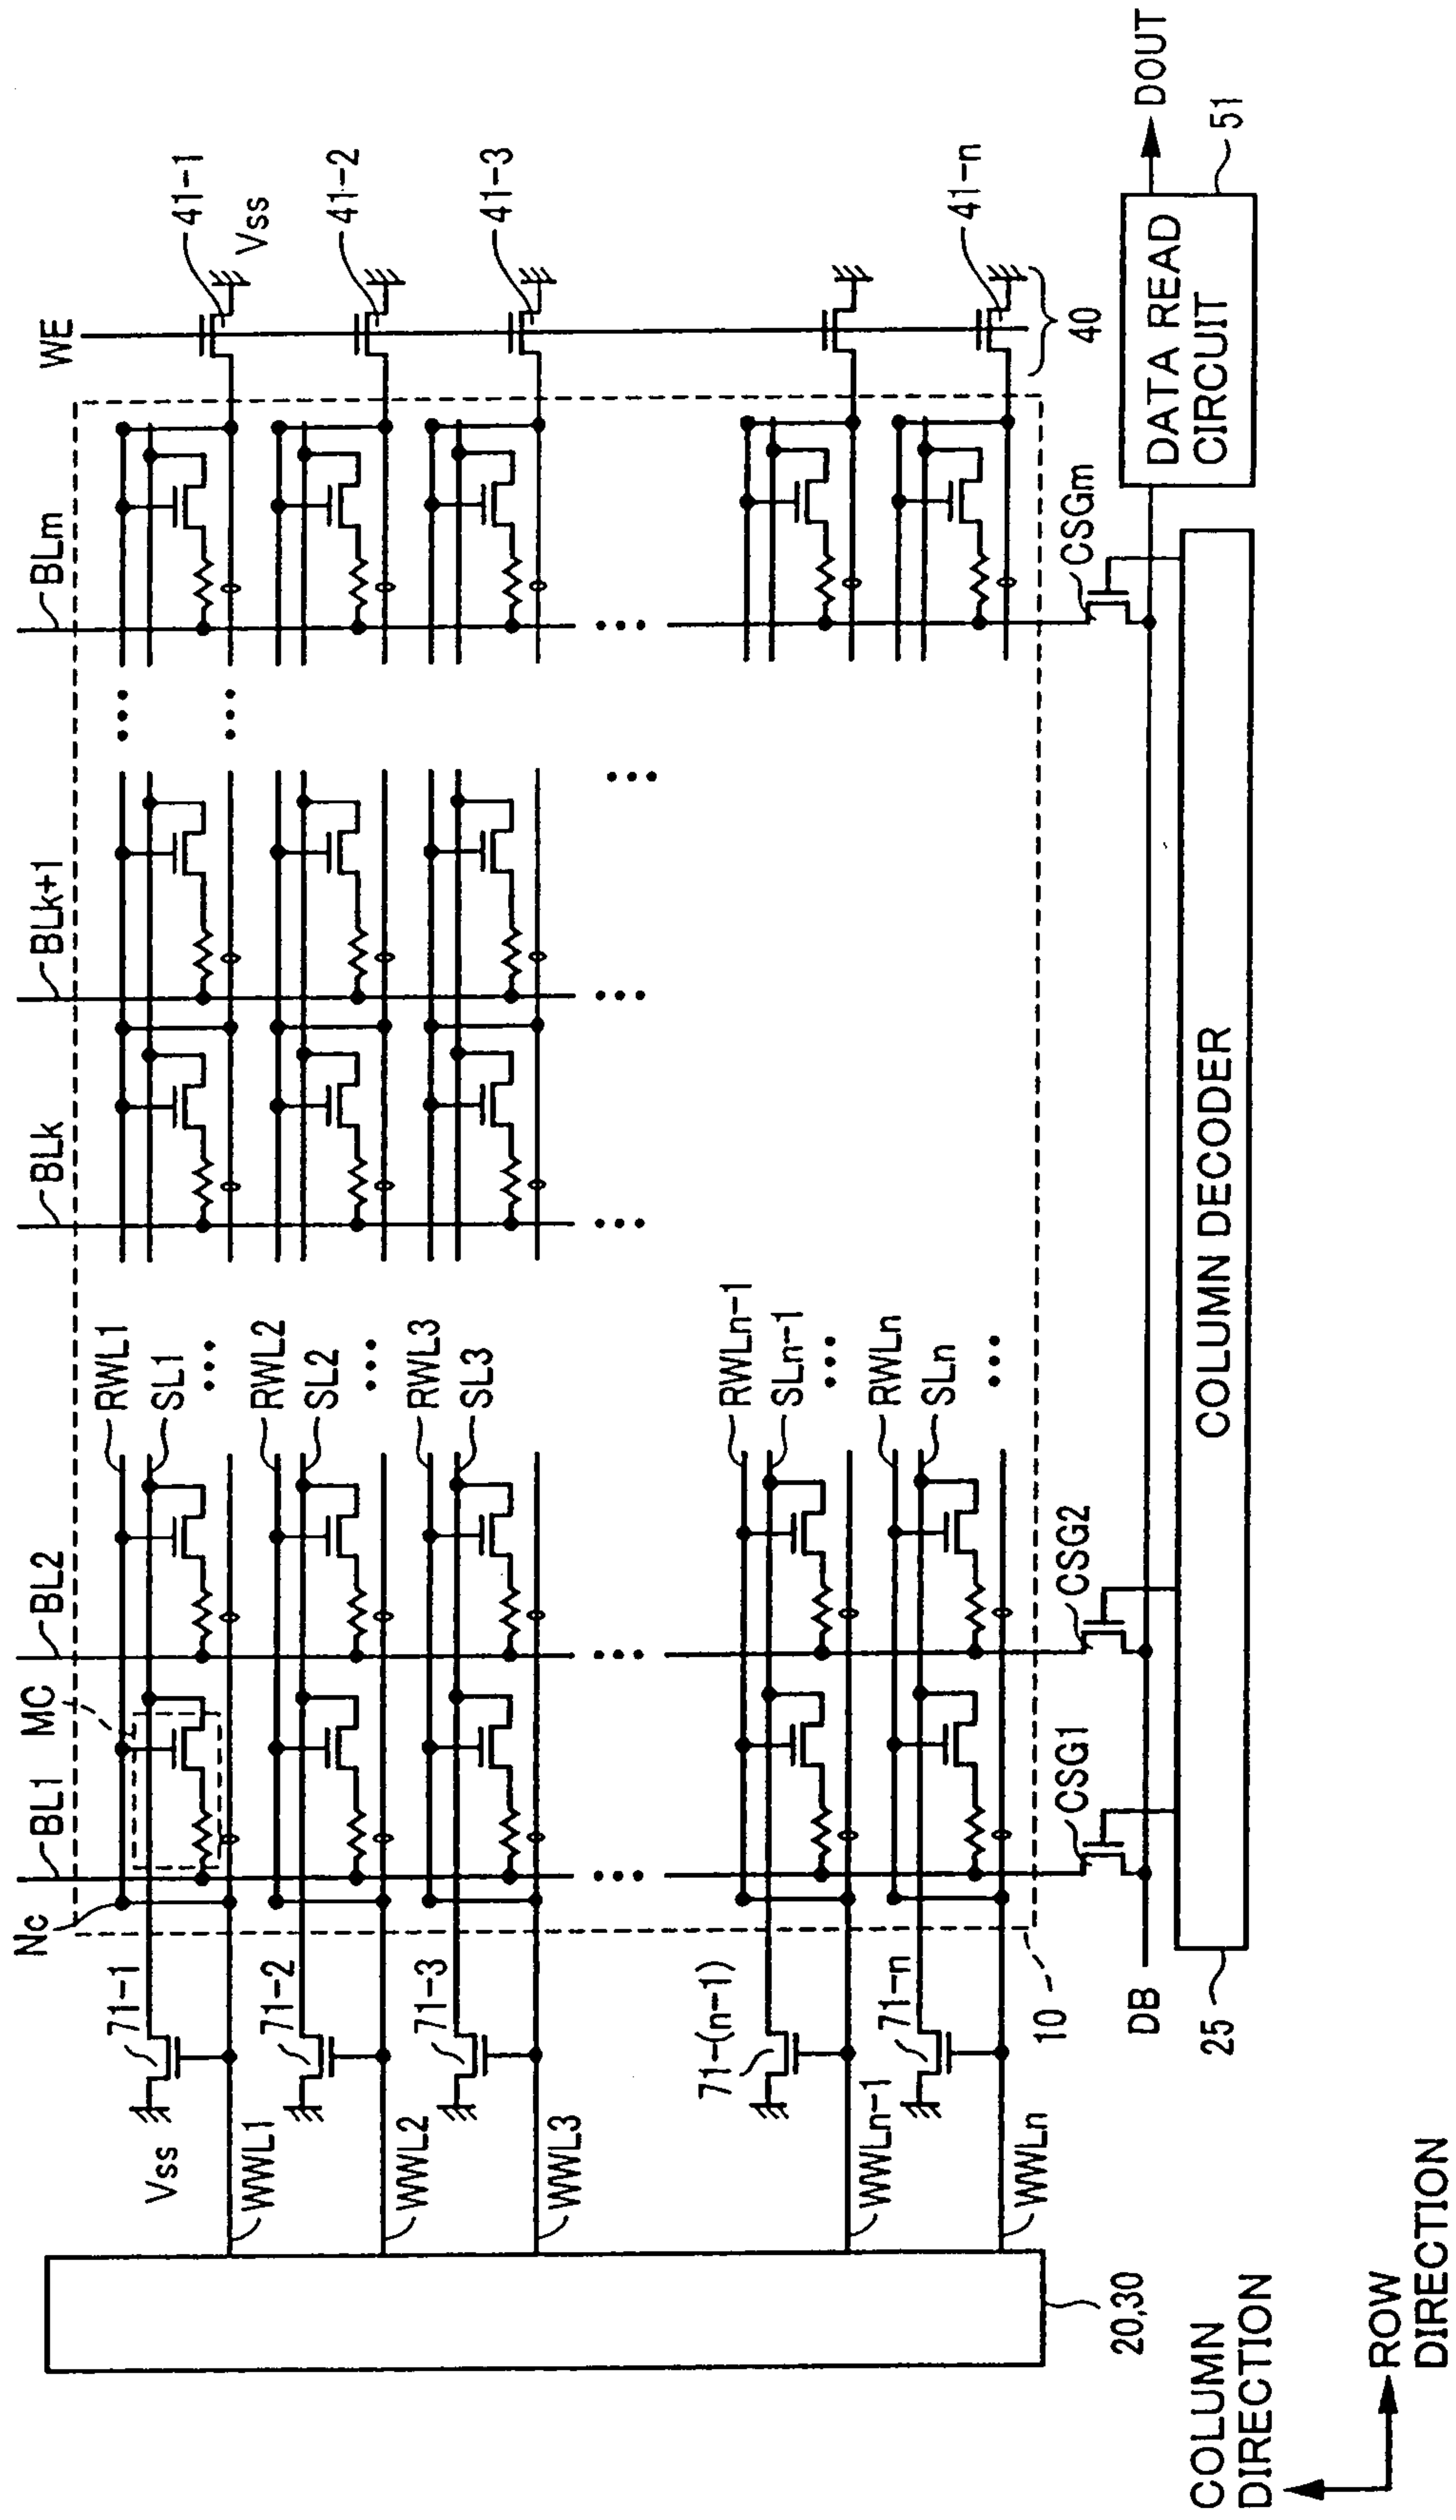 BL1
MC
BL2
BLk
BLk+1
BLm
WE
Nc
RWL1
SL1
41-1
Vss
71-1
Vss
WWL1
RWL2
SL2
41-2
71-2
WWL2
RWL3
SL3
41-3
71-3
WWL3
RWLn-1
SLn-1
71-(n-1)
WWLn-1
RWLn
SLn
41-n
71-n
WWLn
40
10
20,30
CSG1
CSG2
CSGm
DB
DATA READ
CIRCUIT
DOUT
51
COLUMN DECODER
25
COLUMN
DIRECTION
ROW
DIRECTION